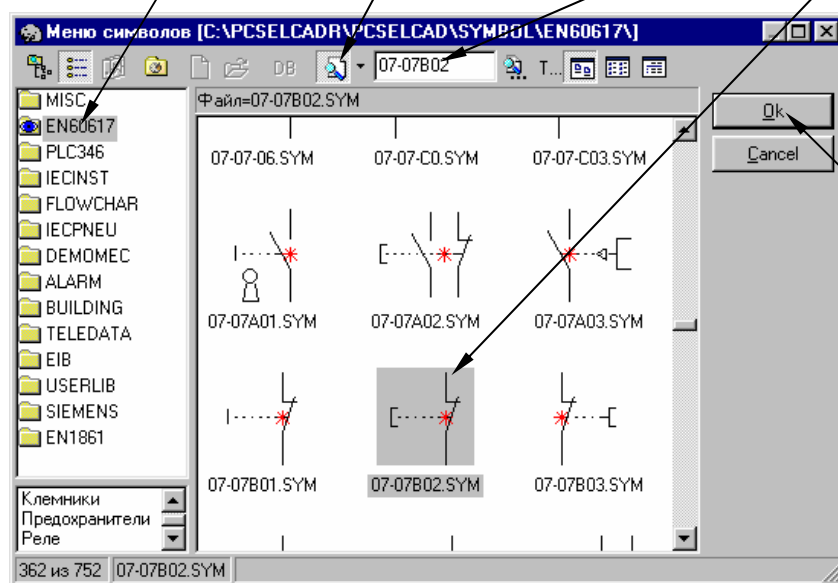 Меню символов [C:\PCSELCADR\PCSELCAD\SYMBOL\EN60617\]
DB
07-07B02
T...
MISC
EN60617
PLC346
IECINST
FLOWCHAR
IECPNEU
DEMOMEC
ALARM
BUILDING
TELEDATA
EIB
USERLIB
SIEMENS
EN1861
Клемники
Предохранители
Реле
Файл=07-07B02.SYM
07-07-06.SYM 07-07-C0.SYM 07-07-C03.SYM
07-07A01.SYM 07-07A02.SYM 07-07A03.SYM
07-07B01.SYM 07-07B02.SYM 07-07B03.SYM
Ok
Cancel
362 из 752 07-07B02.SYM